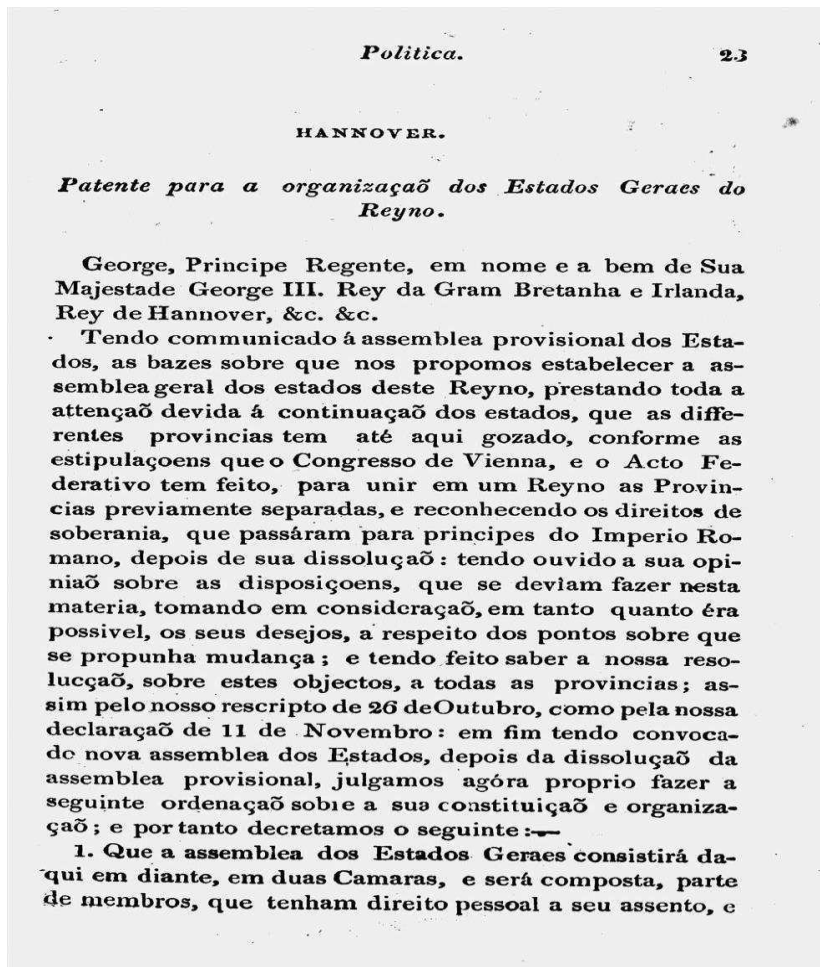 Politica. 23
HANNOVER.
Patente para a organizaçaõ dos Estados Geraes do
Reyno.
George, Principe Regente, em nome e a bem de Sua
Majestade George III. Rey da Gram Bretanha e Irlanda,
Rey de Hannover, &c. &c.
Tendo communicado á assemblea provisional dos Esta-
dos, as bazes sobre que nos propomos estabelecer a as-
semblea geral dos estados deste Reyno, prestando toda a
attençaõ devida á continuaçaõ dos estados, que as diffe-
rentes provincias tem até aqui gozado, conforme as
estipulaçoens que o Congresso de Vienna, e o Acto Fe-
derativo tem feito, para unir em um Reyno as Provin-
cias previamente separadas, e reconhecendo os direitos de
soberania, que passáram para principes do Imperio Ro-
mano, depois de sua dissoluçaõ : tendo ouvido a sua opi-
niaõ sobre as disposiçoens, que se deviam fazer nesta
materia, tomando em consideraçaõ, em tanto quanto éra
possivel, os seus desejos, a respeito dos pontos sobre que
se propunha mudança ; e tendo feito saber a nossa reso-
lucçaõ, sobre estes objectos, a todas as provincias ; as-
sim pelo nosso rescripto de 26 de Outubro, como pela nossa
declaraçaõ de 11 de Novembro : em fim tendo convoca-
do nova assemblea dos Estados, depois da dissoluçaõ da
assemblea provisional, julgamos agóra proprio fazer a
seguinte ordenaçaõ sobre a sua constituiçaõ e organiza-
çaõ ; e por tanto decretamos o seguinte :—
1. Que a assemblea dos Estados Geraes consistirá da-
qui em diante, em duas Camaras, e será composta, parte
de membros, que tenham direito pessoal a seu assento, e